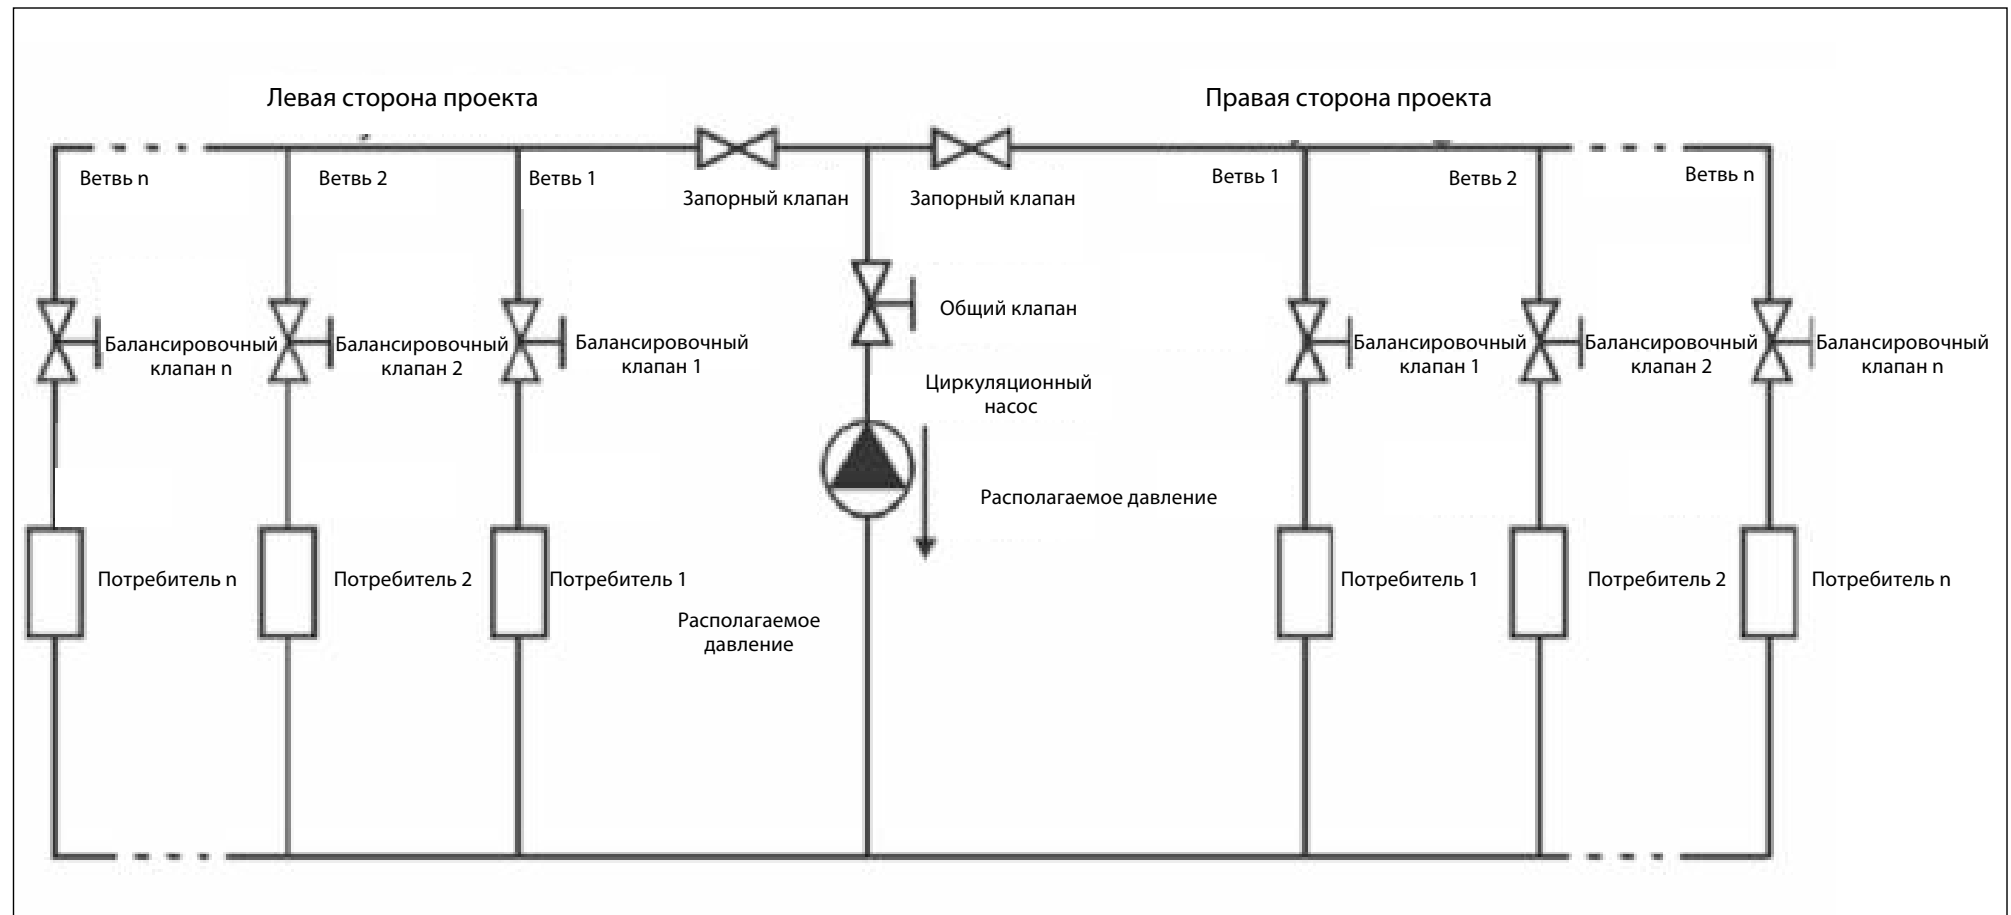 Левая сторона проекта
Правая сторона проекта
Ветвь n
Ветвь 2
Ветвь 1
Ветвь 1
Ветвь 2
Ветвь n
Запорный клапан
Запорный клапан
Общий клапан
Балансировочный
клапан n
Балансировочный
клапан 2
Балансировочный
клапан 1
Балансировочный
клапан 1
Балансировочный
клапан 2
Балансировочный
клапан n
Циркуляционный
насос
Располагаемое давление
Потребитель n
Потребитель 2
Потребитель 1
Потребитель 1
Потребитель 2
Потребитель n
Располагаемое
давление